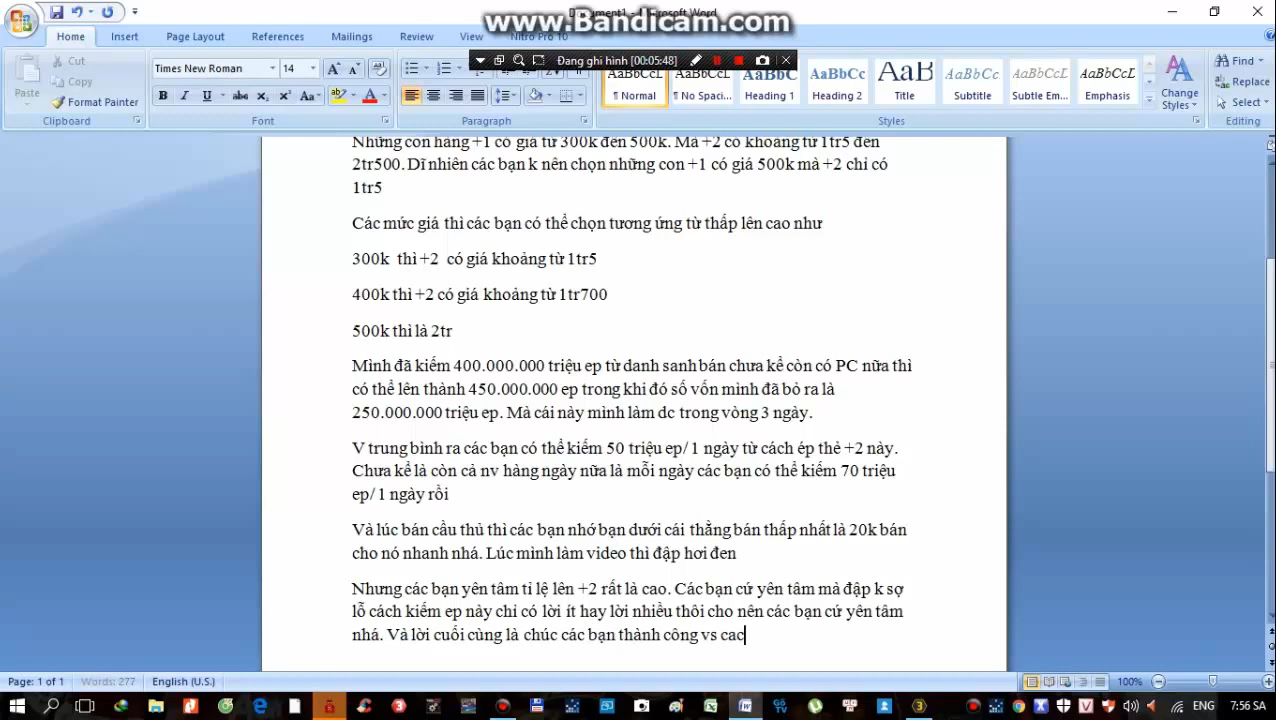 Document1 - Microsoft Word
www.Bandicam.com
Home Insert Page Layout References Mailings Review View Nitro Pro 10
Đang ghi hình [00:05:48]
Cut
Copy
Paste
Format Painter
Clipboard
Times New Roman 14
Font
Paragraph
AaBbCcL AaBbCcL AaBbC AaBbCc AaB AaBbCc AaBbCcL AaBbCcL
¶ Normal ¶ No Spaci... Heading 1 Heading 2 Title Subtitle Subtle Em... Emphasis
Change
Styles
Styles
Find
Replace
Select
Editing
Những con hàng +1 có giá từ 300k đến 500k. Mà +2 có khoảng từ 1tr5 đến
2tr500. Dĩ nhiên các bạn k nên chọn những con +1 có giá 500k mà +2 chỉ có
1tr5
Các mức giá thì các bạn có thể chọn tương ứng từ thấp lên cao như
300k thì +2 có giá khoảng từ 1tr5
400k thì +2 có giá khoảng từ 1tr700
500k thì là 2tr
Mình đã kiếm 400.000.000 triệu ep từ danh sanh bán chưa kể còn có PC nữa thì
có thể lên thành 450.000.000 ep trong khi đó số vốn mình đã bỏ ra là
250.000.000 triệu ep. Mà cái này mình làm dc trong vòng 3 ngày.
V trung bình ra các bạn có thể kiếm 50 triệu ep/ 1 ngày từ cách ép thẻ +2 này.
Chưa kể là còn cả nv hàng ngày nữa là mỗi ngày các bạn có thể kiếm 70 triệu
ep/ 1 ngày rồi
Và lúc bán cầu thủ thì các bạn nhớ bạn dưới cái thằng bán thấp nhất là 20k bán
cho nó nhanh nhá. Lúc mình làm video thì đập hơi đen
Nhưng các bạn yên tâm tỉ lệ lên +2 rất là cao. Các bạn cứ yên tâm mà đập k sợ
lỗ cách kiếm ep này chỉ có lời ít hay lời nhiều thôi cho nên các bạn cứ yên tâm
nhá. Và lời cuối cùng là chúc các bạn thành công vs cac
Page: 1 of 1 Words: 277 English (U.S.) 100%
ENG 7:56 SA